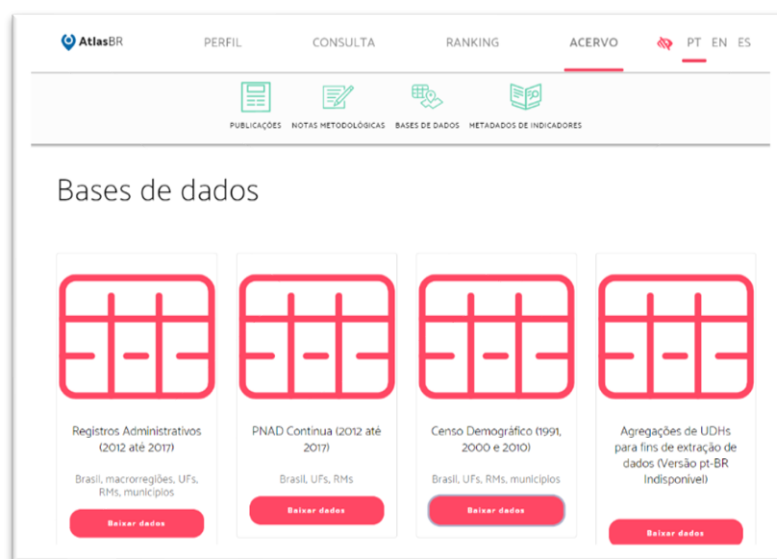 AtlasBR PERFIL CONSULTA RANKING ACERVO PT EN ES
PUBLICAÇÕES NOTAS METODOLÓGICAS BASES DE DADOS METADADOS DE INDICADORES
Bases de dados
Registros Administrativos
(2012 até 2017)
Brasil, macrorregiões, UFs,
RMs, municípios
Baixar dados
PNAD Contínua (2012 até
2017)
Brasil, UFs, RMs
Baixar dados
Censo Demográfico (1991,
2000 e 2010)
Brasil, UFs, RMs, municípios
Baixar dados
Agregações de UDHs
para fins de extração de
dados (Versão pt-BR
Indisponível)
Baixar dados